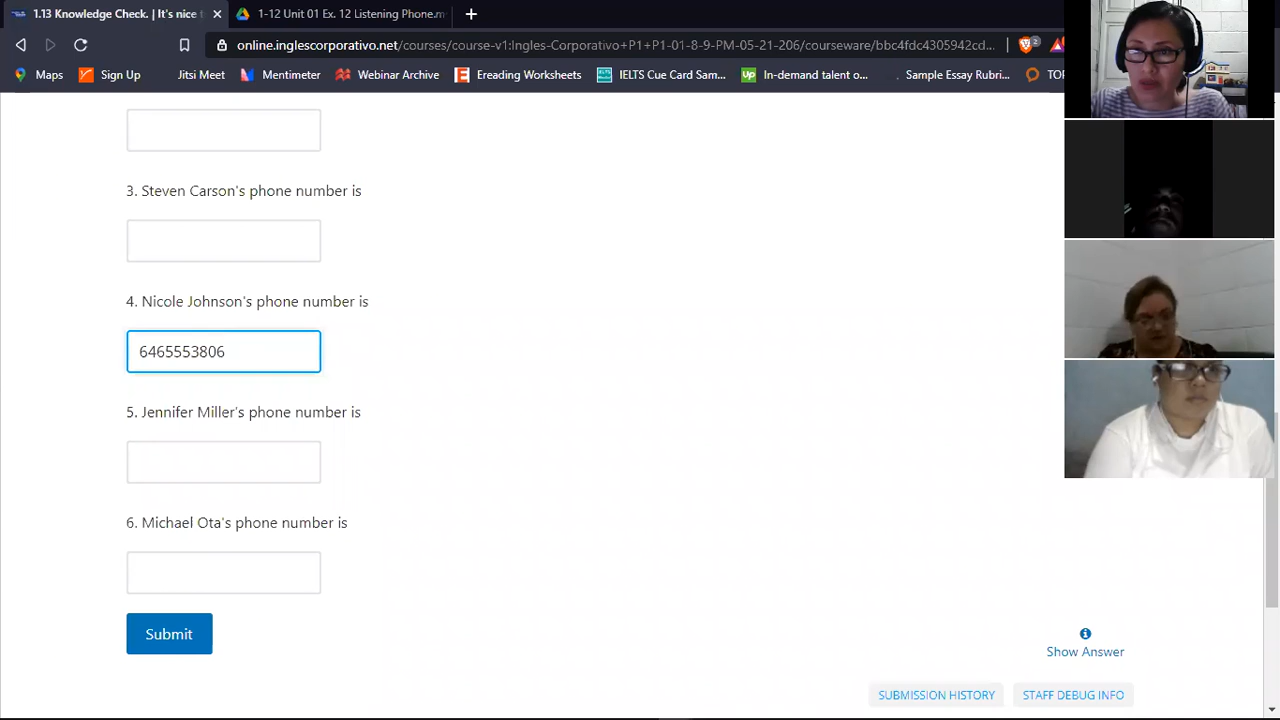 1.13 Knowledge Check. | It's nice t
1-12 Unit 01 Ex. 12 Listening Phone.m
online.inglescorporativo.net/courses/course-v1:Ingles-Corporativo+P1+P1-01-8-9-PM-05-21-206/courseware/bbc4fdc4305942cd...
2
Maps
Sign Up
Jitsi Meet
Mentimeter
Webinar Archive
Ereading Worksheets
IELTS Cue Card
In-demand talent o...
Samples by Rubri...
TOP
3. Steven Carson's phone number is
4. Nicole Johnson's phone number is
6465553806
5. Jennifer Miller's phone number is
6. Michael Ota's phone number is
Submit
Show Answer
SUBMISSION HISTORY
STAFF DEBUG INFO